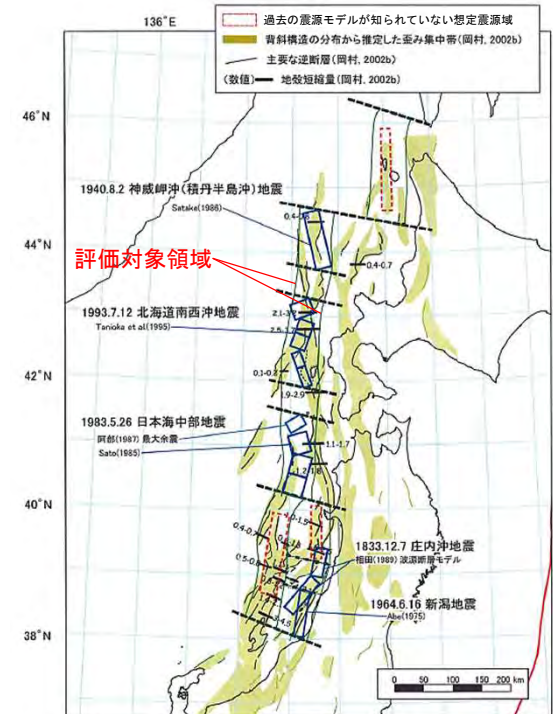 136°E
過去の震源モデルが知られていない想定震源域
背斜構造の分布から推定した歪み集中帯(岡村, 2002b)
主要な逆断層(岡村, 2002b)
(数値) 地殻短縮量(岡村, 2002b)
46°N
1940.8.2 神威岬沖(積丹半島沖)地震
Satake(1986)
44°N
0.4-0.7
評価対象領域
1993.7.12 北海道南西沖地震
Tanioka et al(1995)
42°N
1.9-2.9
1983.5.26 日本海中部地震
阿部(1987) 最大余震
Sato(1985)
1.1-1.7
1.2-1.8
40°N
1833.12.7 庄内沖地震
相田(1989) 波源断層モデル
1964.6.16 新潟地震
Abe(1975)
38°N
0 50 100 150 200 km